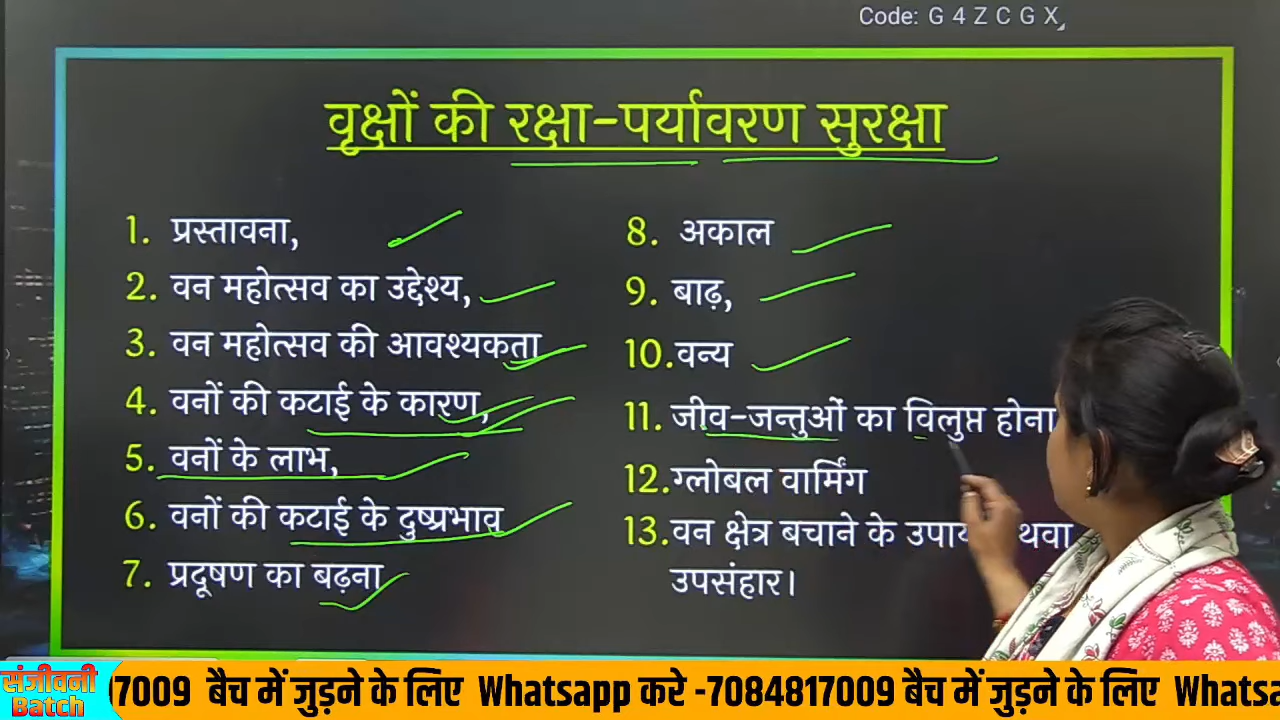 Code: G 4 Z C G X
वृक्षों की रक्षा-पर्यावरण सुरक्षा
1. प्रस्तावना,
2. वन महोत्सव का उद्देश्य,
3. वन महोत्सव की आवश्यकता
4. वनों की कटाई के कारण,
5. वनों के लाभ,
6. वनों की कटाई के दुष्प्रभाव
7. प्रदूषण का बढ़ना
8. अकाल
9. बाढ़,
10. वन्य
11. जीव-जन्तुओं का विलुप्त होना
12. ग्लोबल वार्मिंग
13. वन क्षेत्र बचाने के थवा
उपसंहार।
संजीवनी
Batch
7009 बैच में जुड़ने के लिए Whatsapp करे -7084817009 बैच में जुड़ने के लिए Whatsa